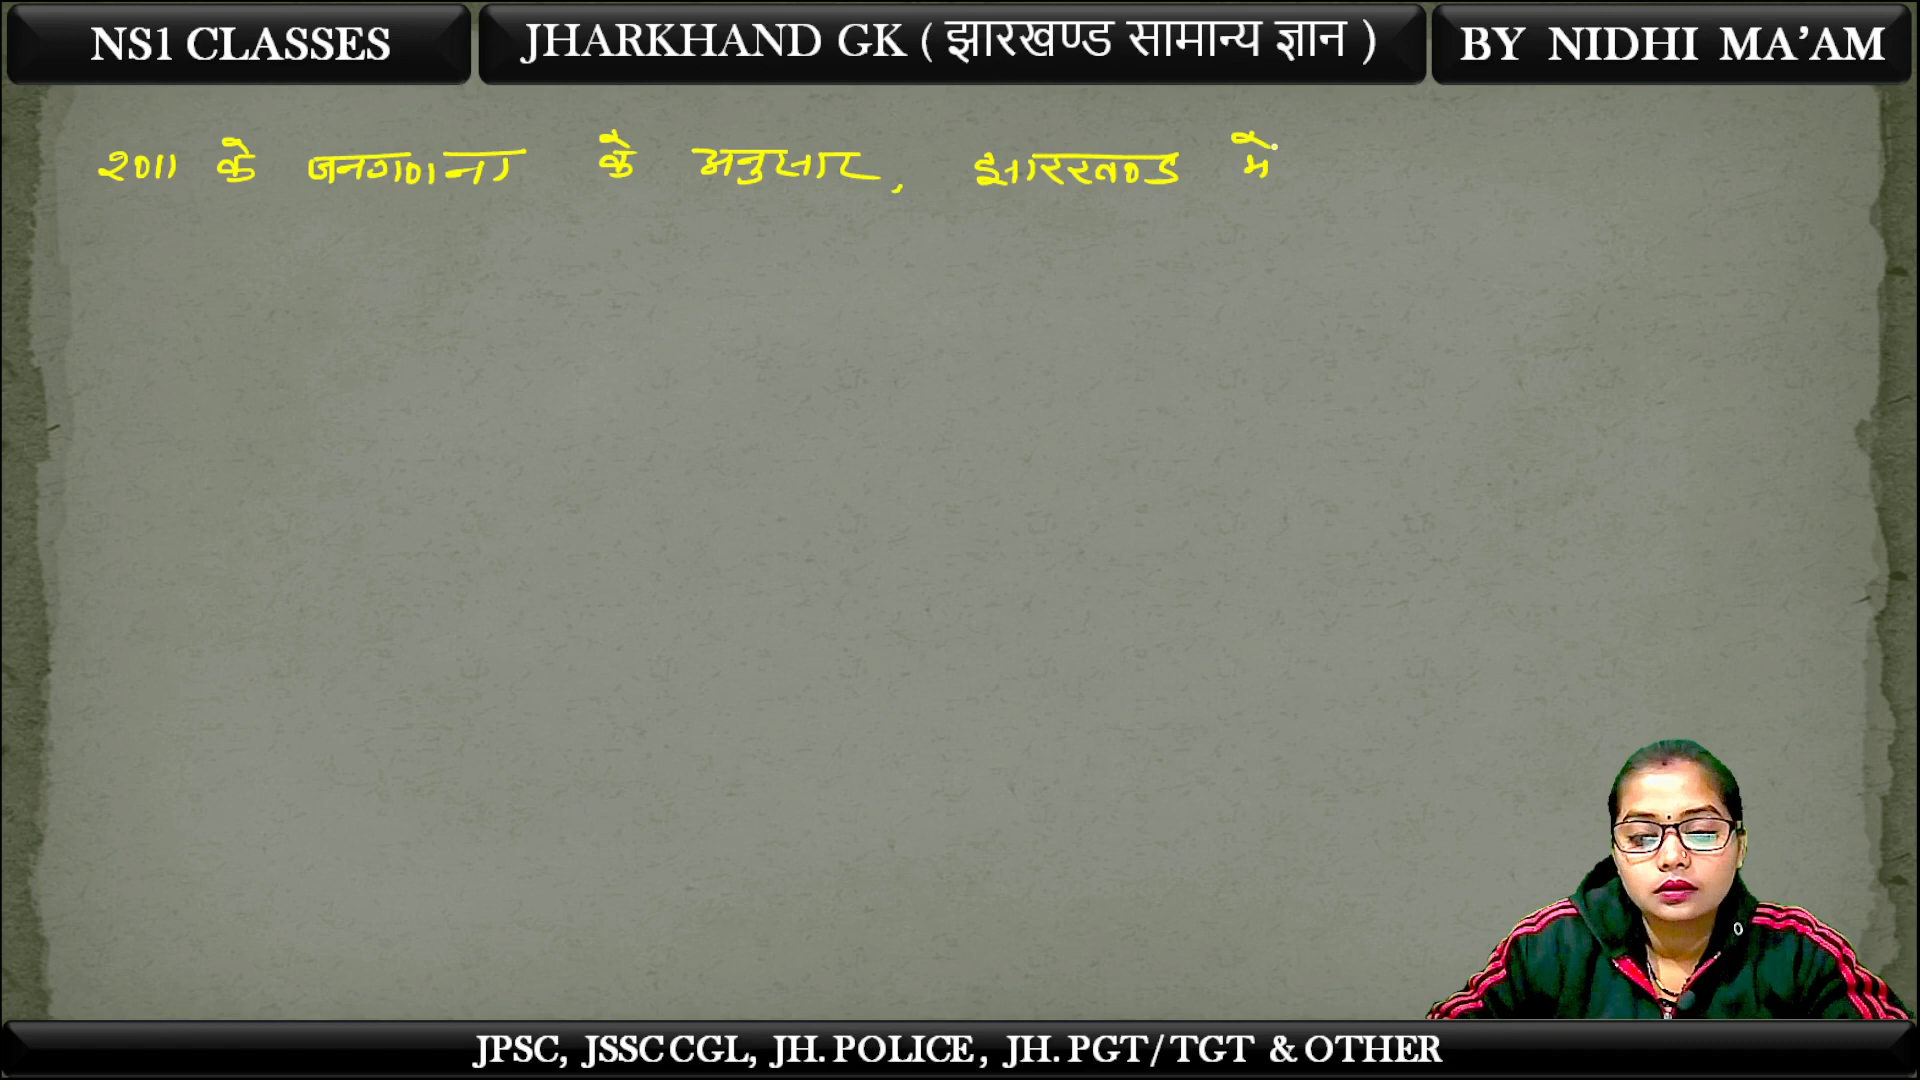 NS1 CLASSES
JHARKHAND GK ( झारखण्ड सामान्य ज्ञान )
BY NIDHI MA’AM
2011 के जनगणना के अनुसार, झारखण्ड में
JPSC, JSSC CGL, JH. POLICE, JH. PGT/TGT & OTHER